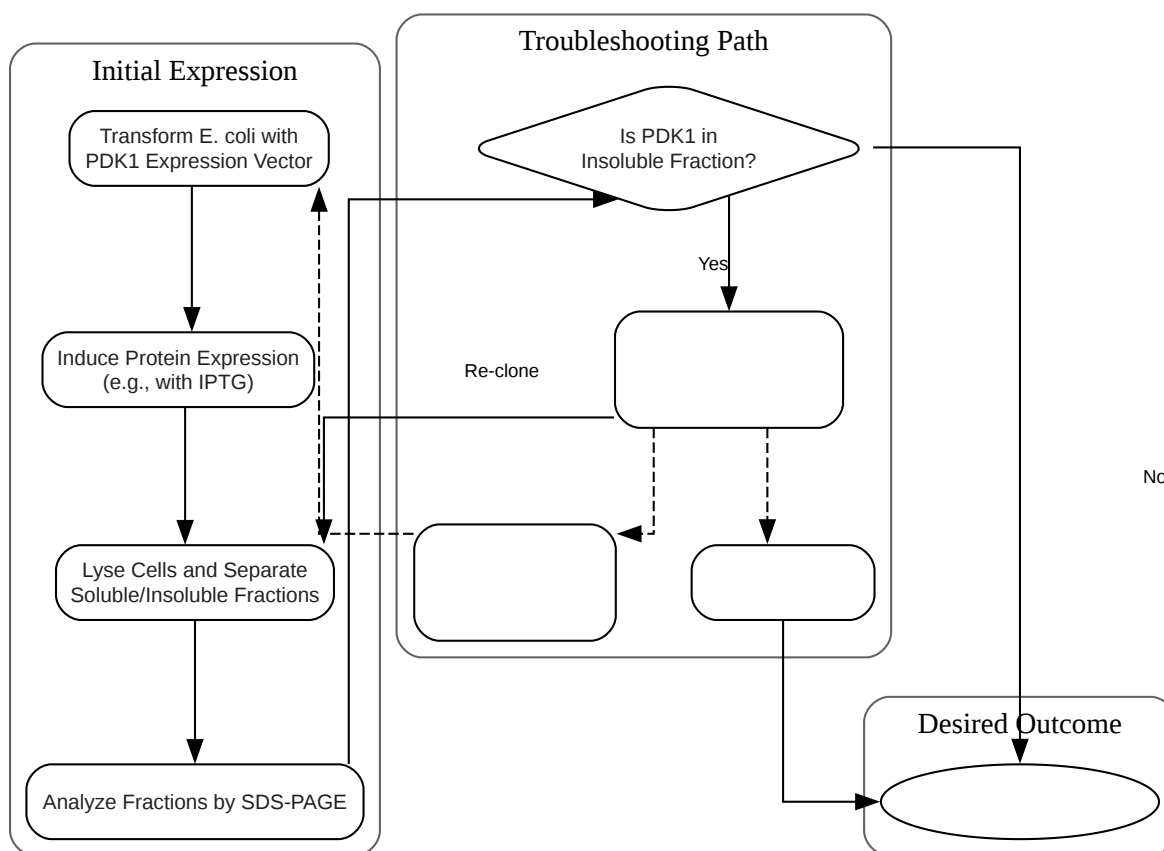 Initial Expression
Transform E. coli with
PDK1 Expression Vector
Induce Protein Expression
(e.g., with IPTG)
Lyse Cells and Separate
Soluble/Insoluble Fractions
Analyze Fractions by SDS-PAGE
Troubleshooting Path
Is PDK1 in
Insoluble Fraction?
Yes
Re-clone
No
Desired Outcome